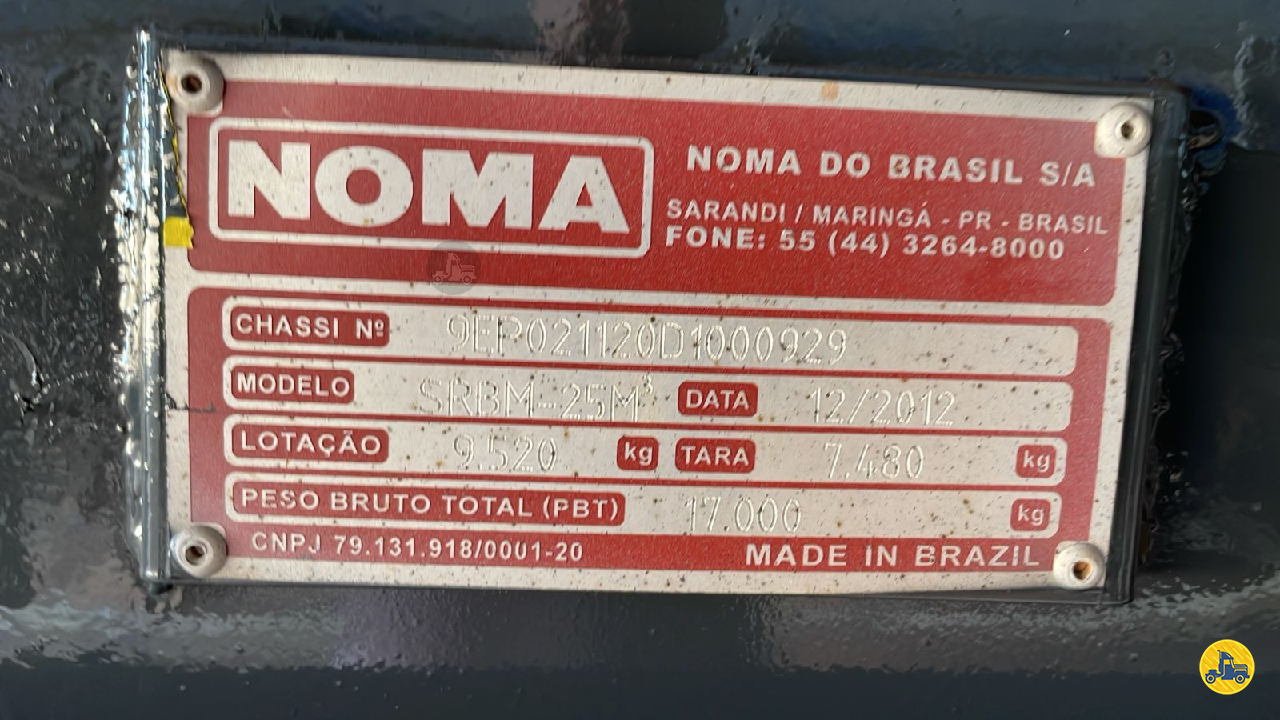 NOMA
NOMA DO BRASIL S/A
SARANDI / MARINGÁ - PR - BRASIL
FONE: 55 (44) 3264-8000
CHASSI Nº 9EP021120D1000929
MODELO SRBM-25M³ DATA 12/2012
LOTAÇÃO 9.520 kg TARA 7.480 kg
PESO BRUTO TOTAL (PBT) 17.000 kg
CNPJ 79.131.918/0001-20 MADE IN BRAZIL